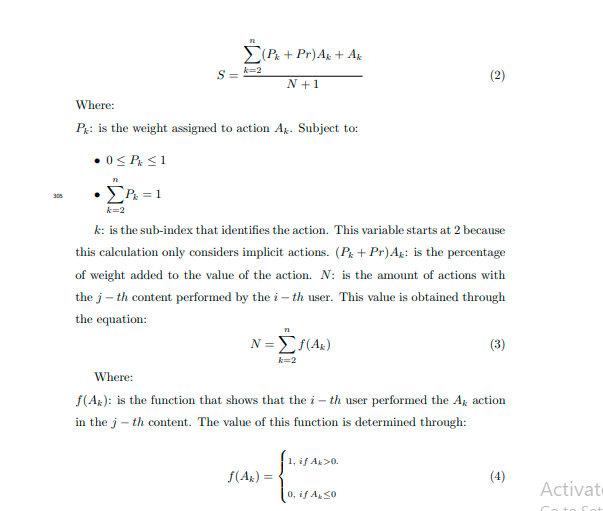 S = \frac{\sum_{k=2}^{n}(P_k + Pr)A_k + A_k}{N + 1} (2)
Where:
P_k: is the weight assigned to action A_k. Subject to:
• 0 ≤ P_k ≤ 1
305 • \sum_{k=2}^{n} P_k = 1
k: is the sub-index that identifies the action. This variable starts at 2 because
this calculation only considers implicit actions. (P_k + Pr)A_k: is the percentage
of weight added to the value of the action. N: is the amount of actions with
the j − th content performed by the i − th user. This value is obtained through
the equation:
N = \sum_{k=2}^{n} f(A_k) (3)
Where:
f(A_k): is the function that shows that the i − th user performed the A_k action
in the j − th content. The value of this function is determined through:
f(A_k) = \begin{cases} 1, if A_k>0. \\ 0, if A_k≤0 \end{cases} (4)
Activat